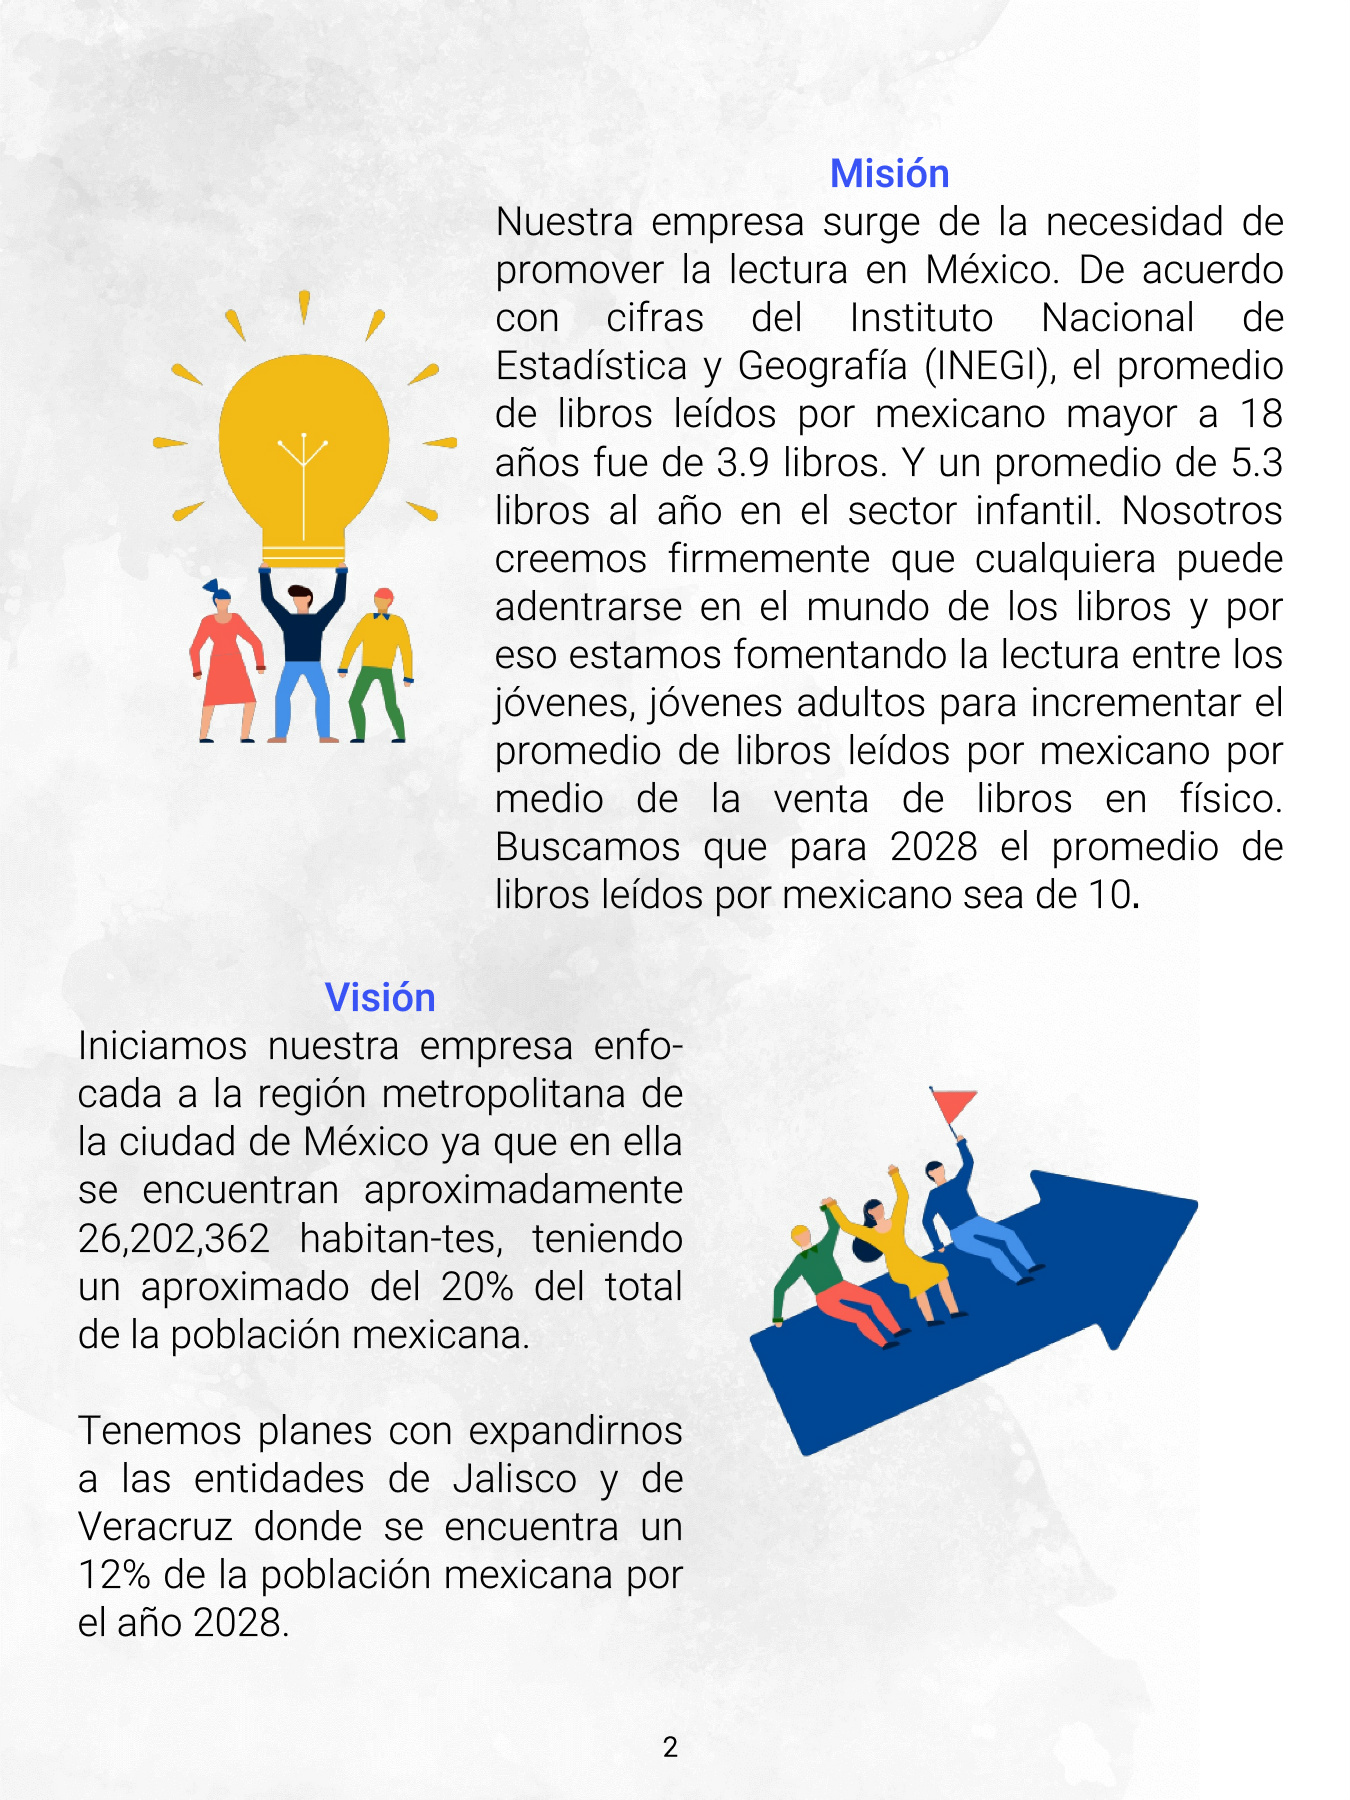 Misión
Nuestra empresa surge de la necesidad de
promover la lectura en México. De acuerdo
con cifras del Instituto Nacional de
Estadística y Geografía (INEGI), el promedio
de libros leídos por mexicano mayor a 18
años fue de 3.9 libros. Y un promedio de 5.3
libros al año en el sector infantil. Nosotros
creemos firmemente que cualquiera puede
adentrarse en el mundo de los libros y por
eso estamos fomentando la lectura entre los
jóvenes, jóvenes adultos para incrementar el
promedio de libros leídos por mexicano por
medio de la venta de libros en físico.
Buscamos que para 2028 el promedio de
libros leídos por mexicano sea de 10.
Visión
Iniciamos nuestra empresa enfo-
cada a la región metropolitana de
la ciudad de México ya que en ella
se encuentran aproximadamente
26,202,362 habitan-tes, teniendo
un aproximado del 20% del total
de la población mexicana.
Tenemos planes con expandirnos
a las entidades de Jalisco y de
Veracruz donde se encuentra un
12% de la población mexicana por
el año 2028.
2